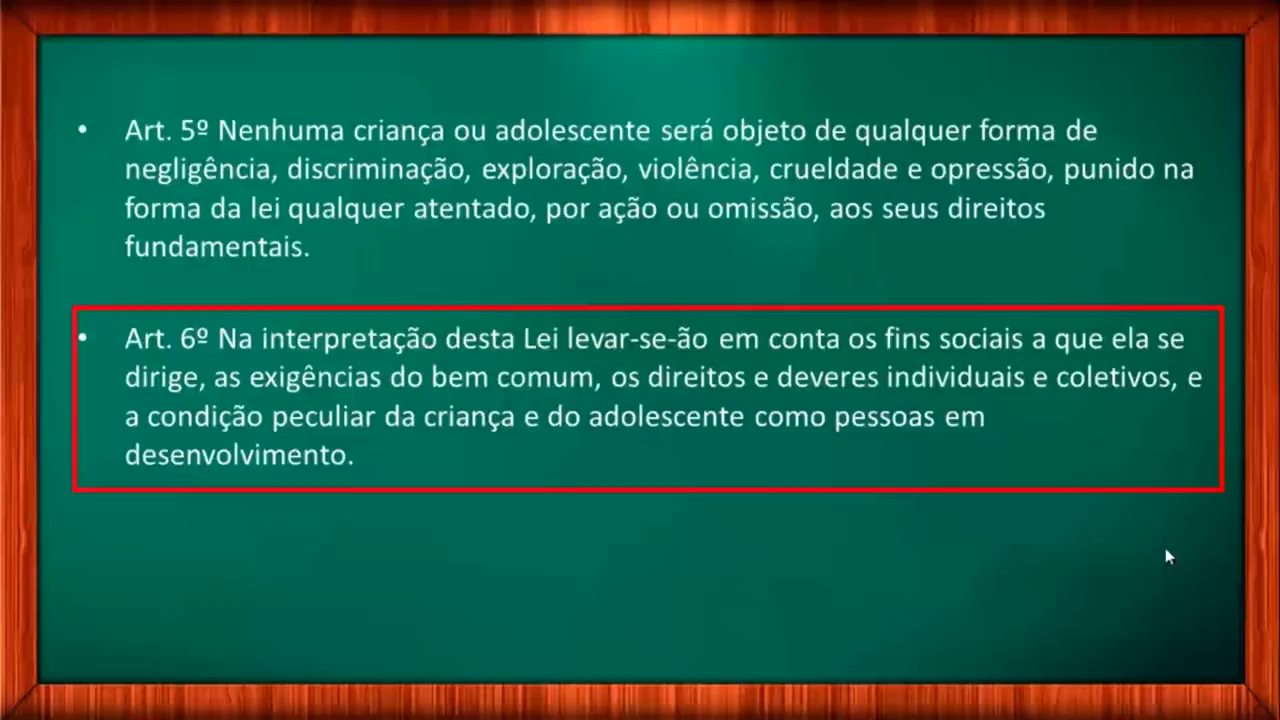 • Art. 5º Nenhuma criança ou adolescente será objeto de qualquer forma de
negligência, discriminação, exploração, violência, crueldade e opressão, punido na
forma da lei qualquer atentado, por ação ou omissão, aos seus direitos
fundamentais.
• Art. 6º Na interpretação desta Lei levar-se-ão em conta os fins sociais a que ela se
dirige, as exigências do bem comum, os direitos e deveres individuais e coletivos, e
a condição peculiar da criança e do adolescente como pessoas em
desenvolvimento.